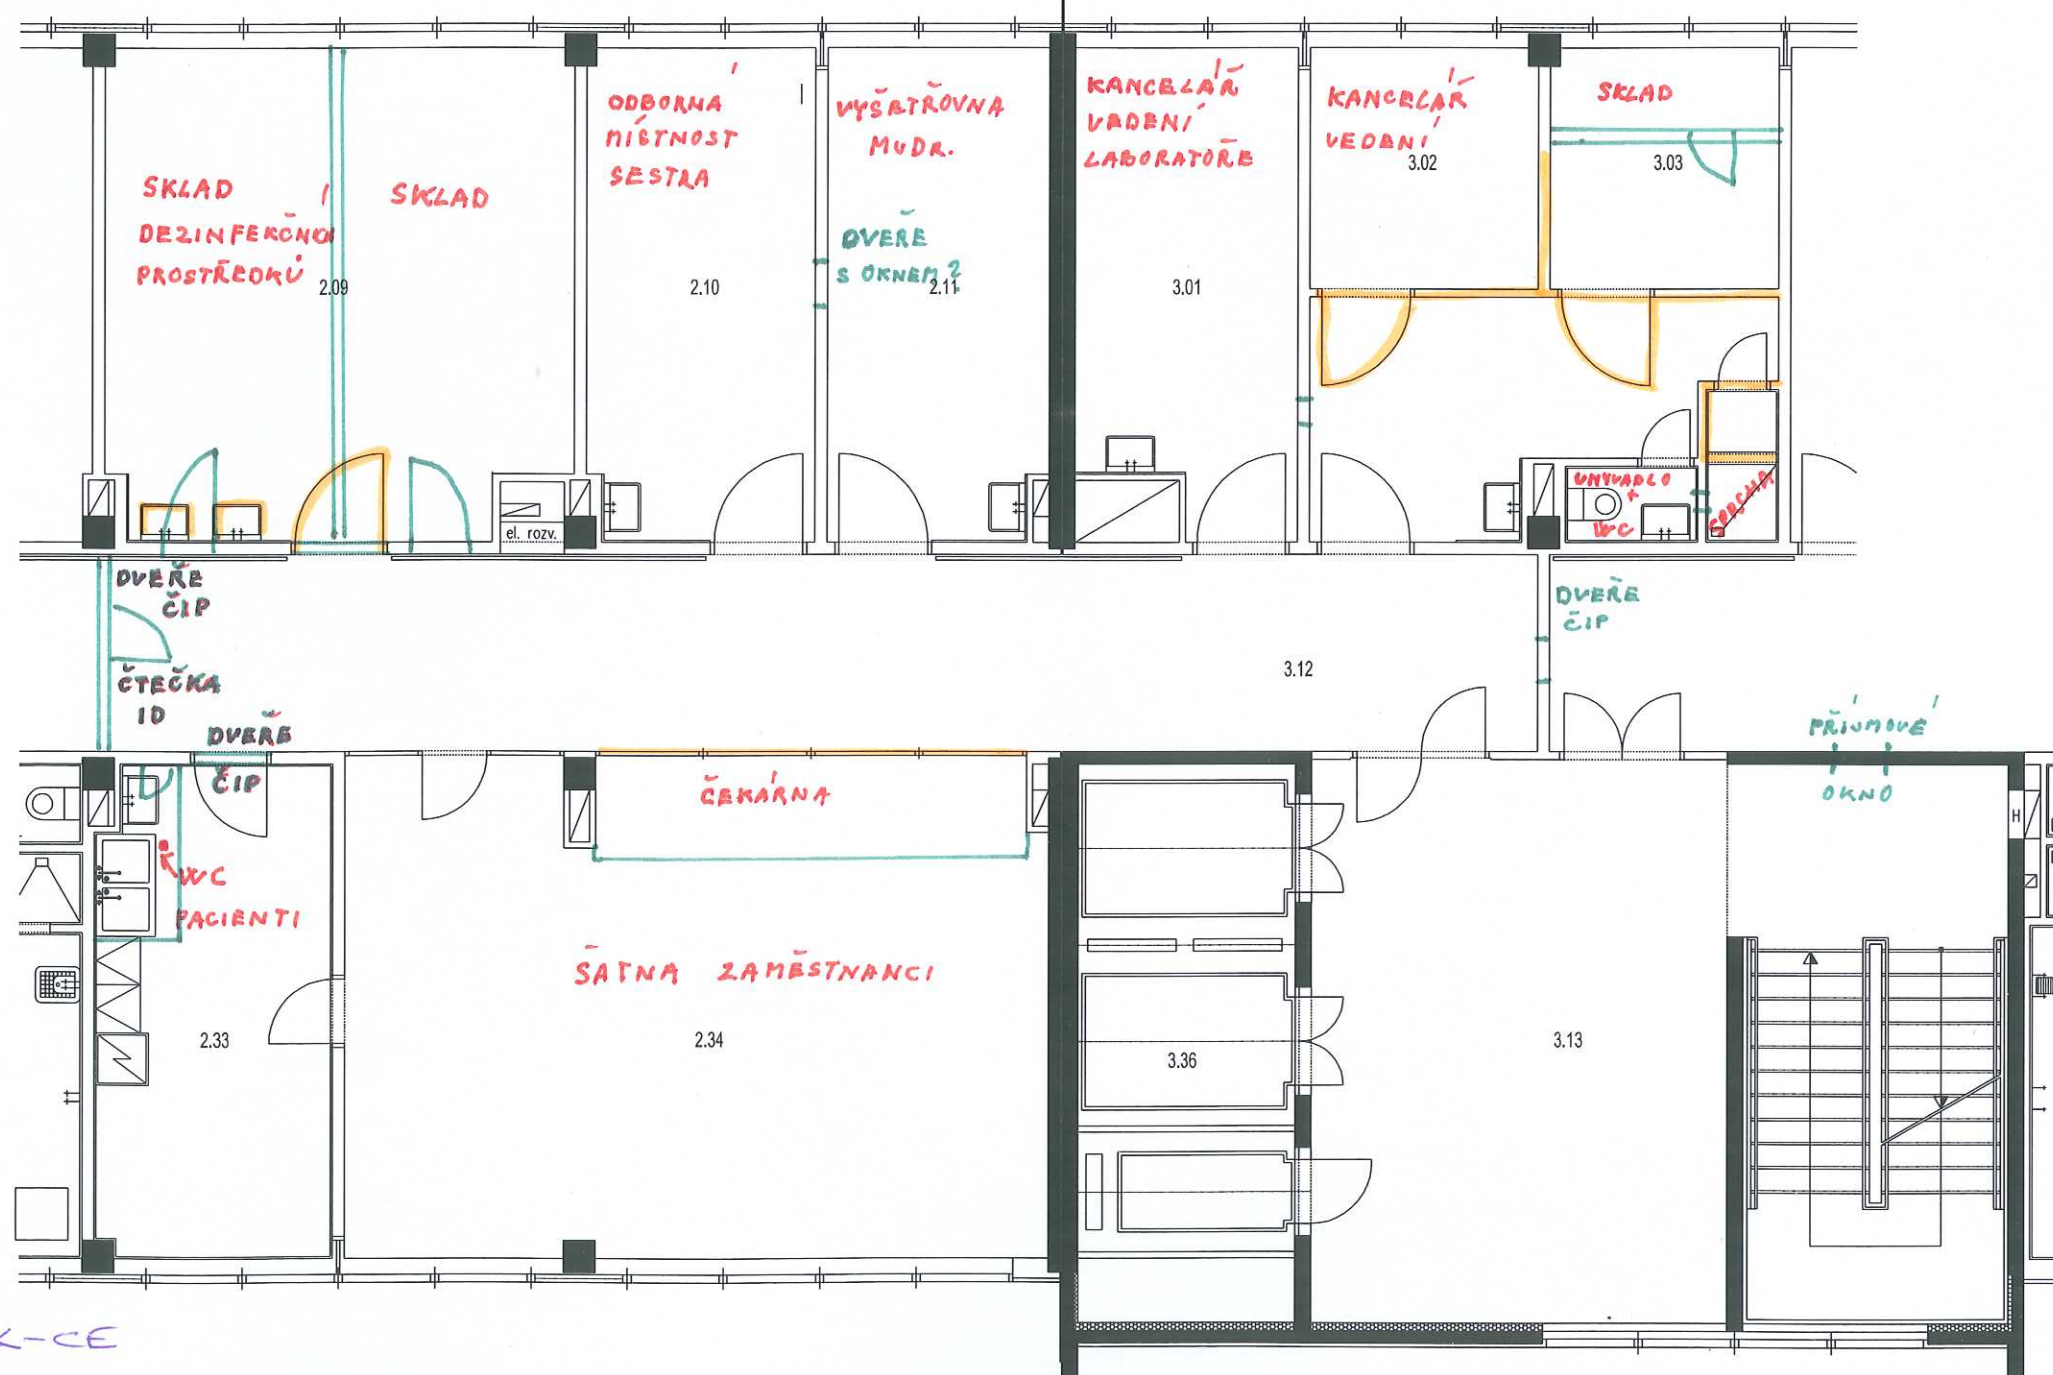 ODBORNÁ
MÍSTNOST
SESTRA
VYŠETŘOVNA
MUDR.
KANCELÁŘ
VEDENÍ
LABORATOŘE
KANCELÁŘ
VEDENÍ
3.02
SKLAD
3.03
SKLAD
DEZINFEKČNÍCH
PROSTŘEDKŮ
2.09
SKLAD
2.10
DVEŘE
S OKNEM?
2.11
3.01
el. rozv.
UMYVADLO
+
WC
SPRCHA
DVEŘE
ČIP
ČTEČKA
ID
DVEŘE
ČIP
3.12
DVEŘE
ČIP
PŘÍJMOVÉ
OKNO
H
ČEKÁRNA
WC
PACIENTI
ŠATNA ZAMĚSTNANCI
2.33
2.34
3.36
3.13
K-CE